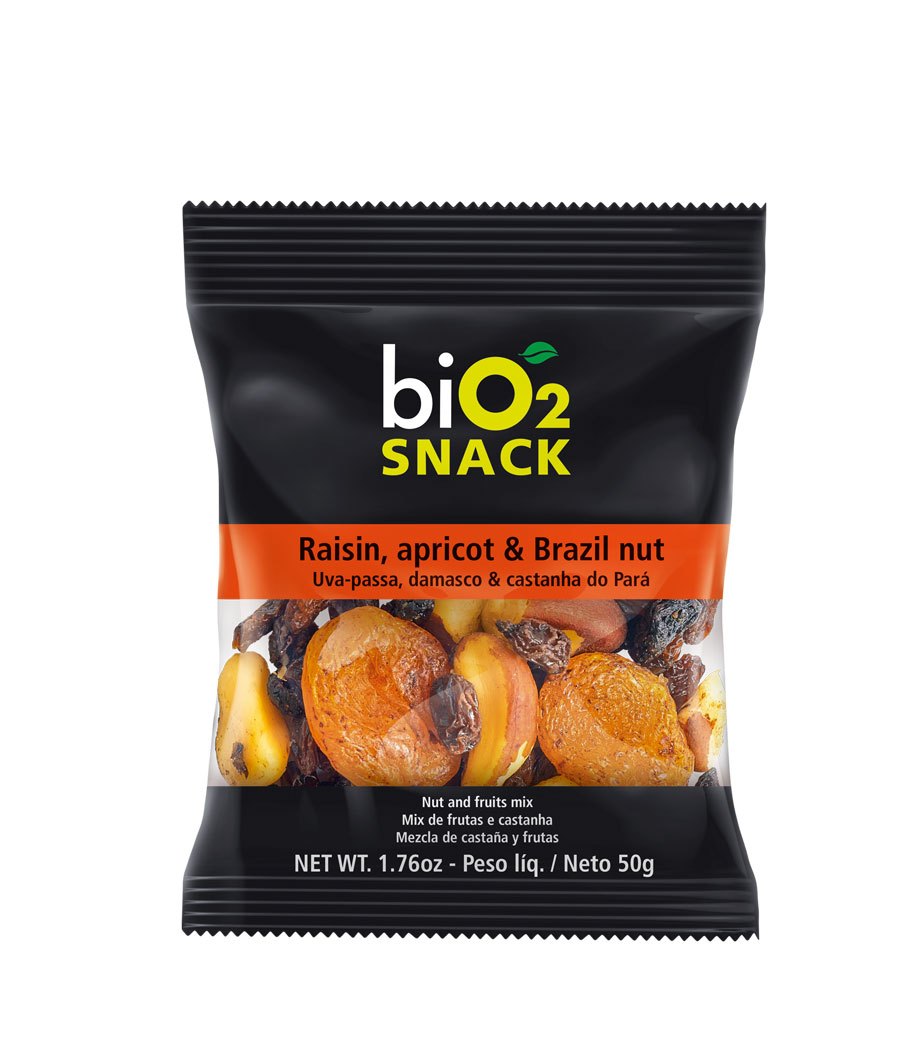 biO2
SNACK
Raisin, apricot & Brazil nut
Uva-passa, damasco & castanha do Pará
Nut and fruits mix
Mix de frutas e castanha
Mezcla de castaña y frutas
NET WT. 1.76oz - Peso líq. / Neto 50g